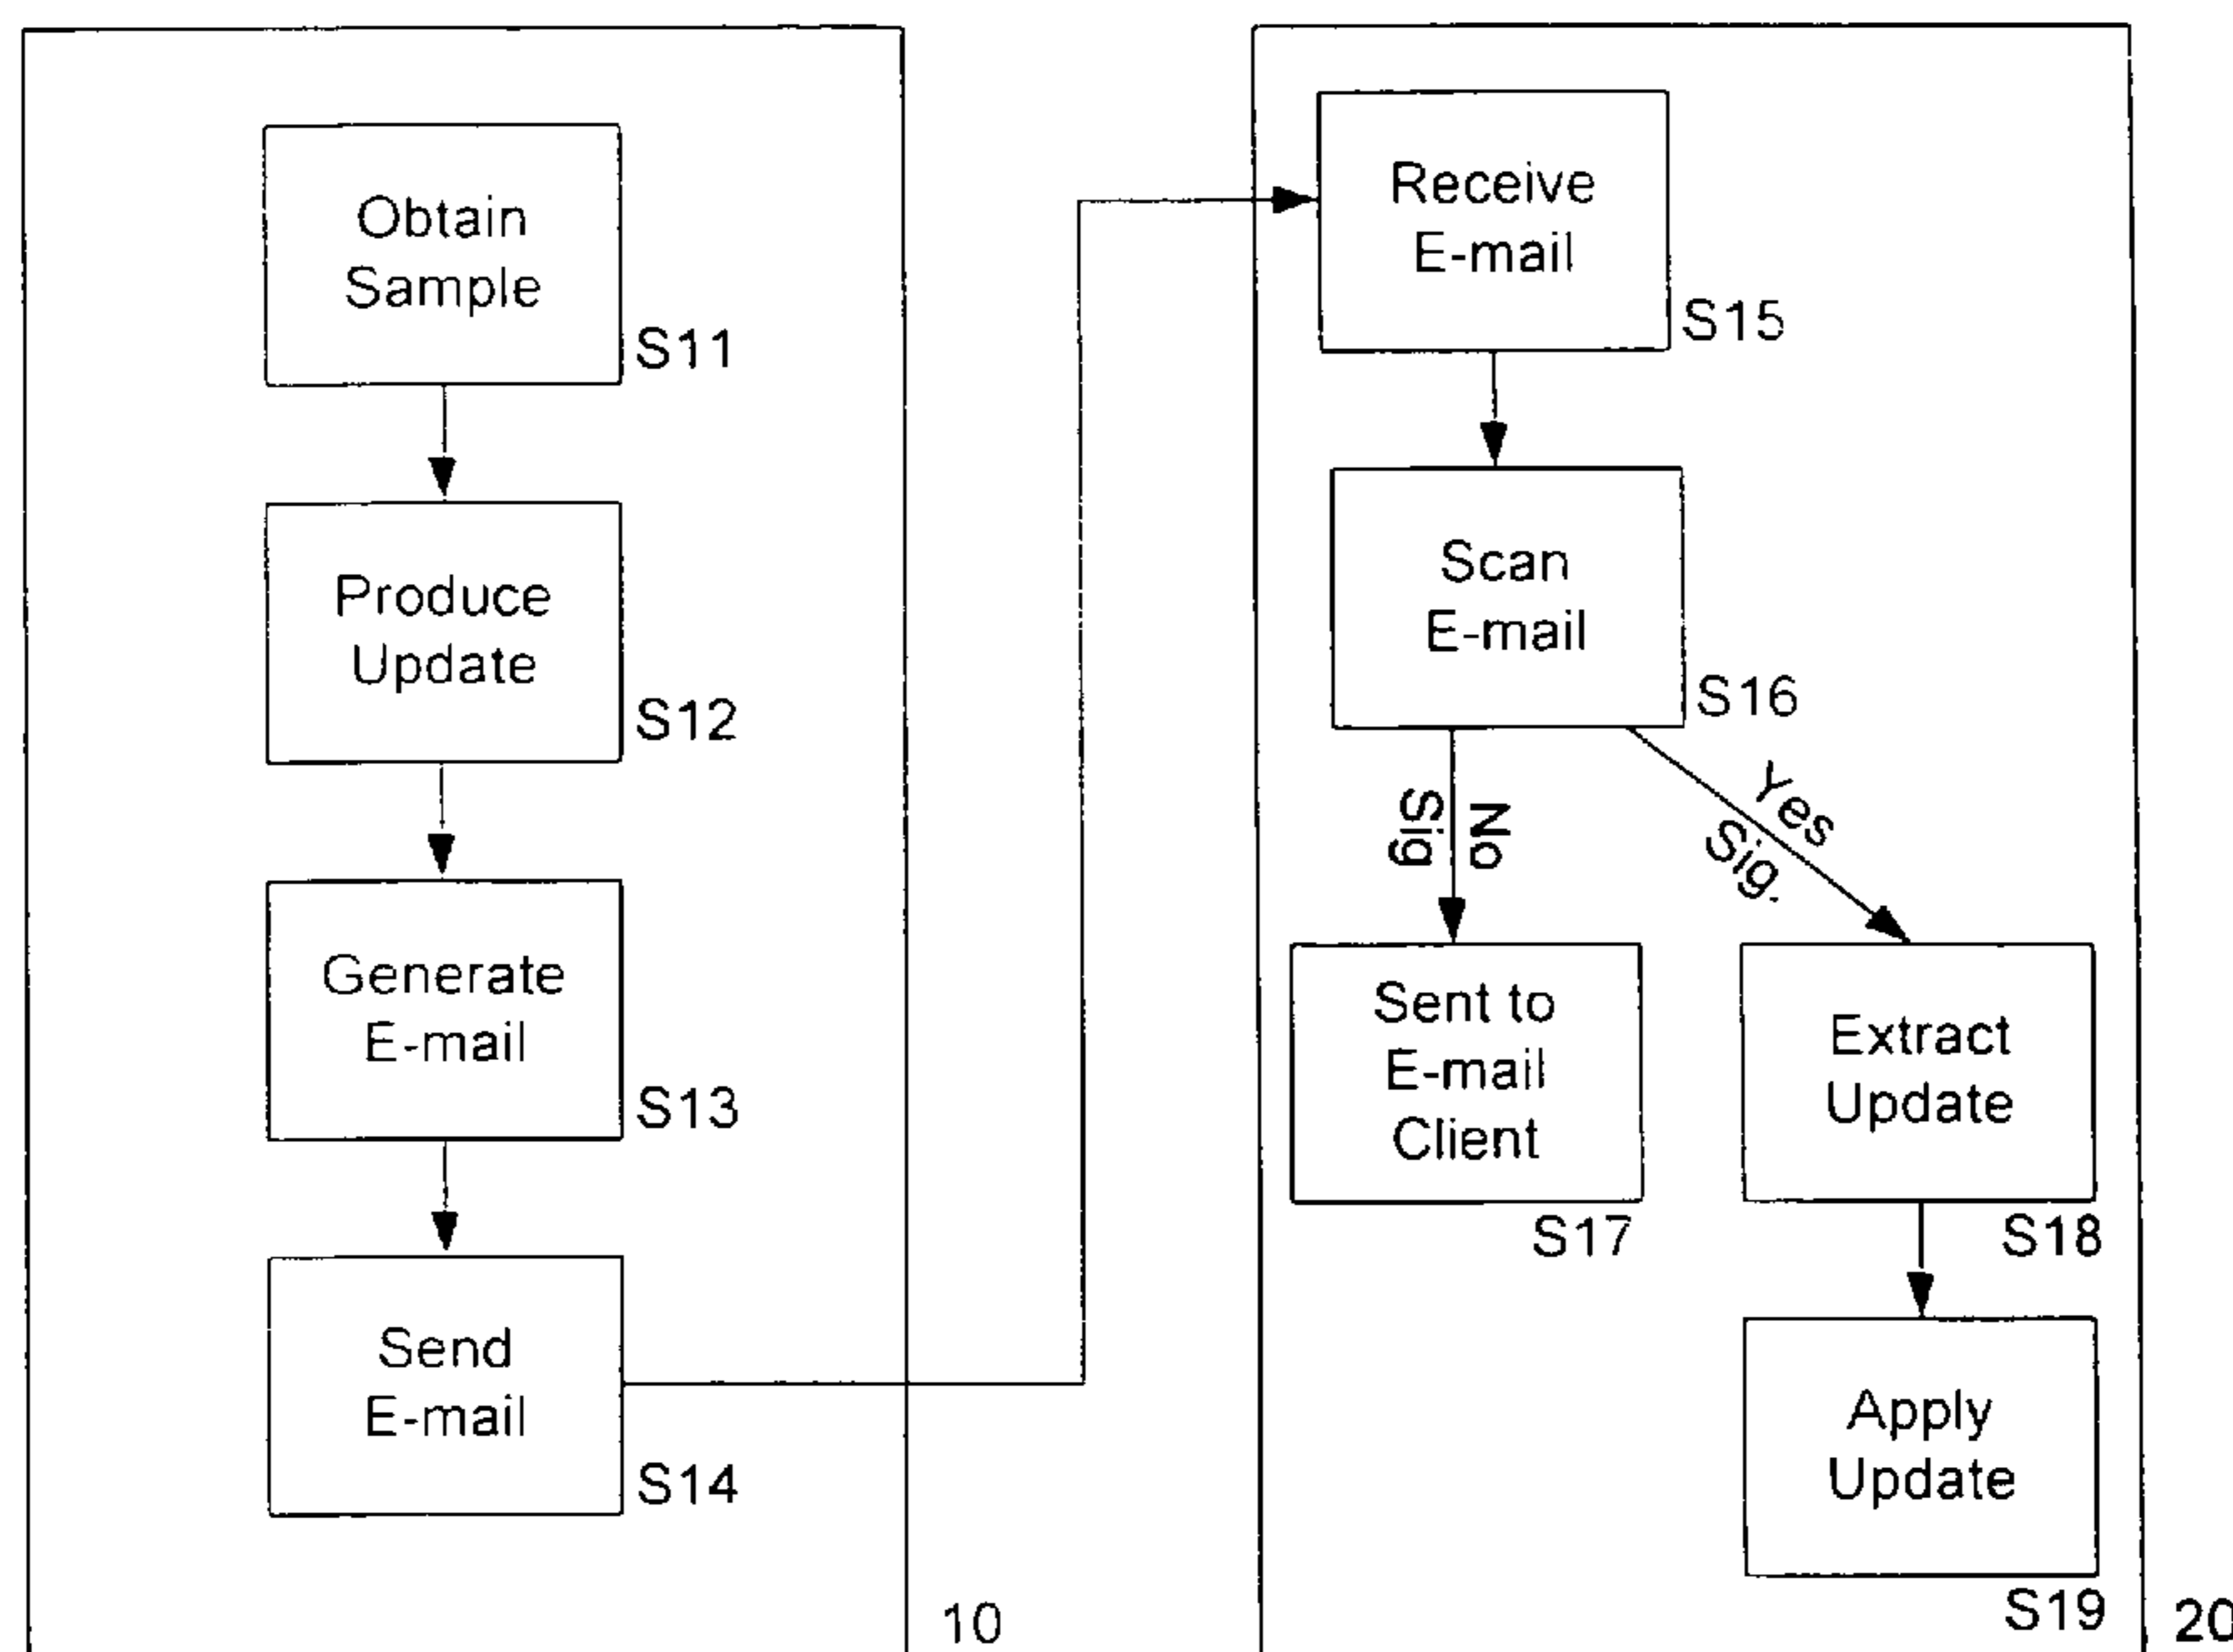 Obtain
Sample
S11
Produce
Update
S12
Generate
E-mail
S13
Send
E-mail
S14
10
Receive
E-mail
S15
Scan
E-mail
S16
No
Sig
Yes
Sig.
Sent to
E-mail
Client
S17
Extract
Update
S18
Apply
Update
S19
20